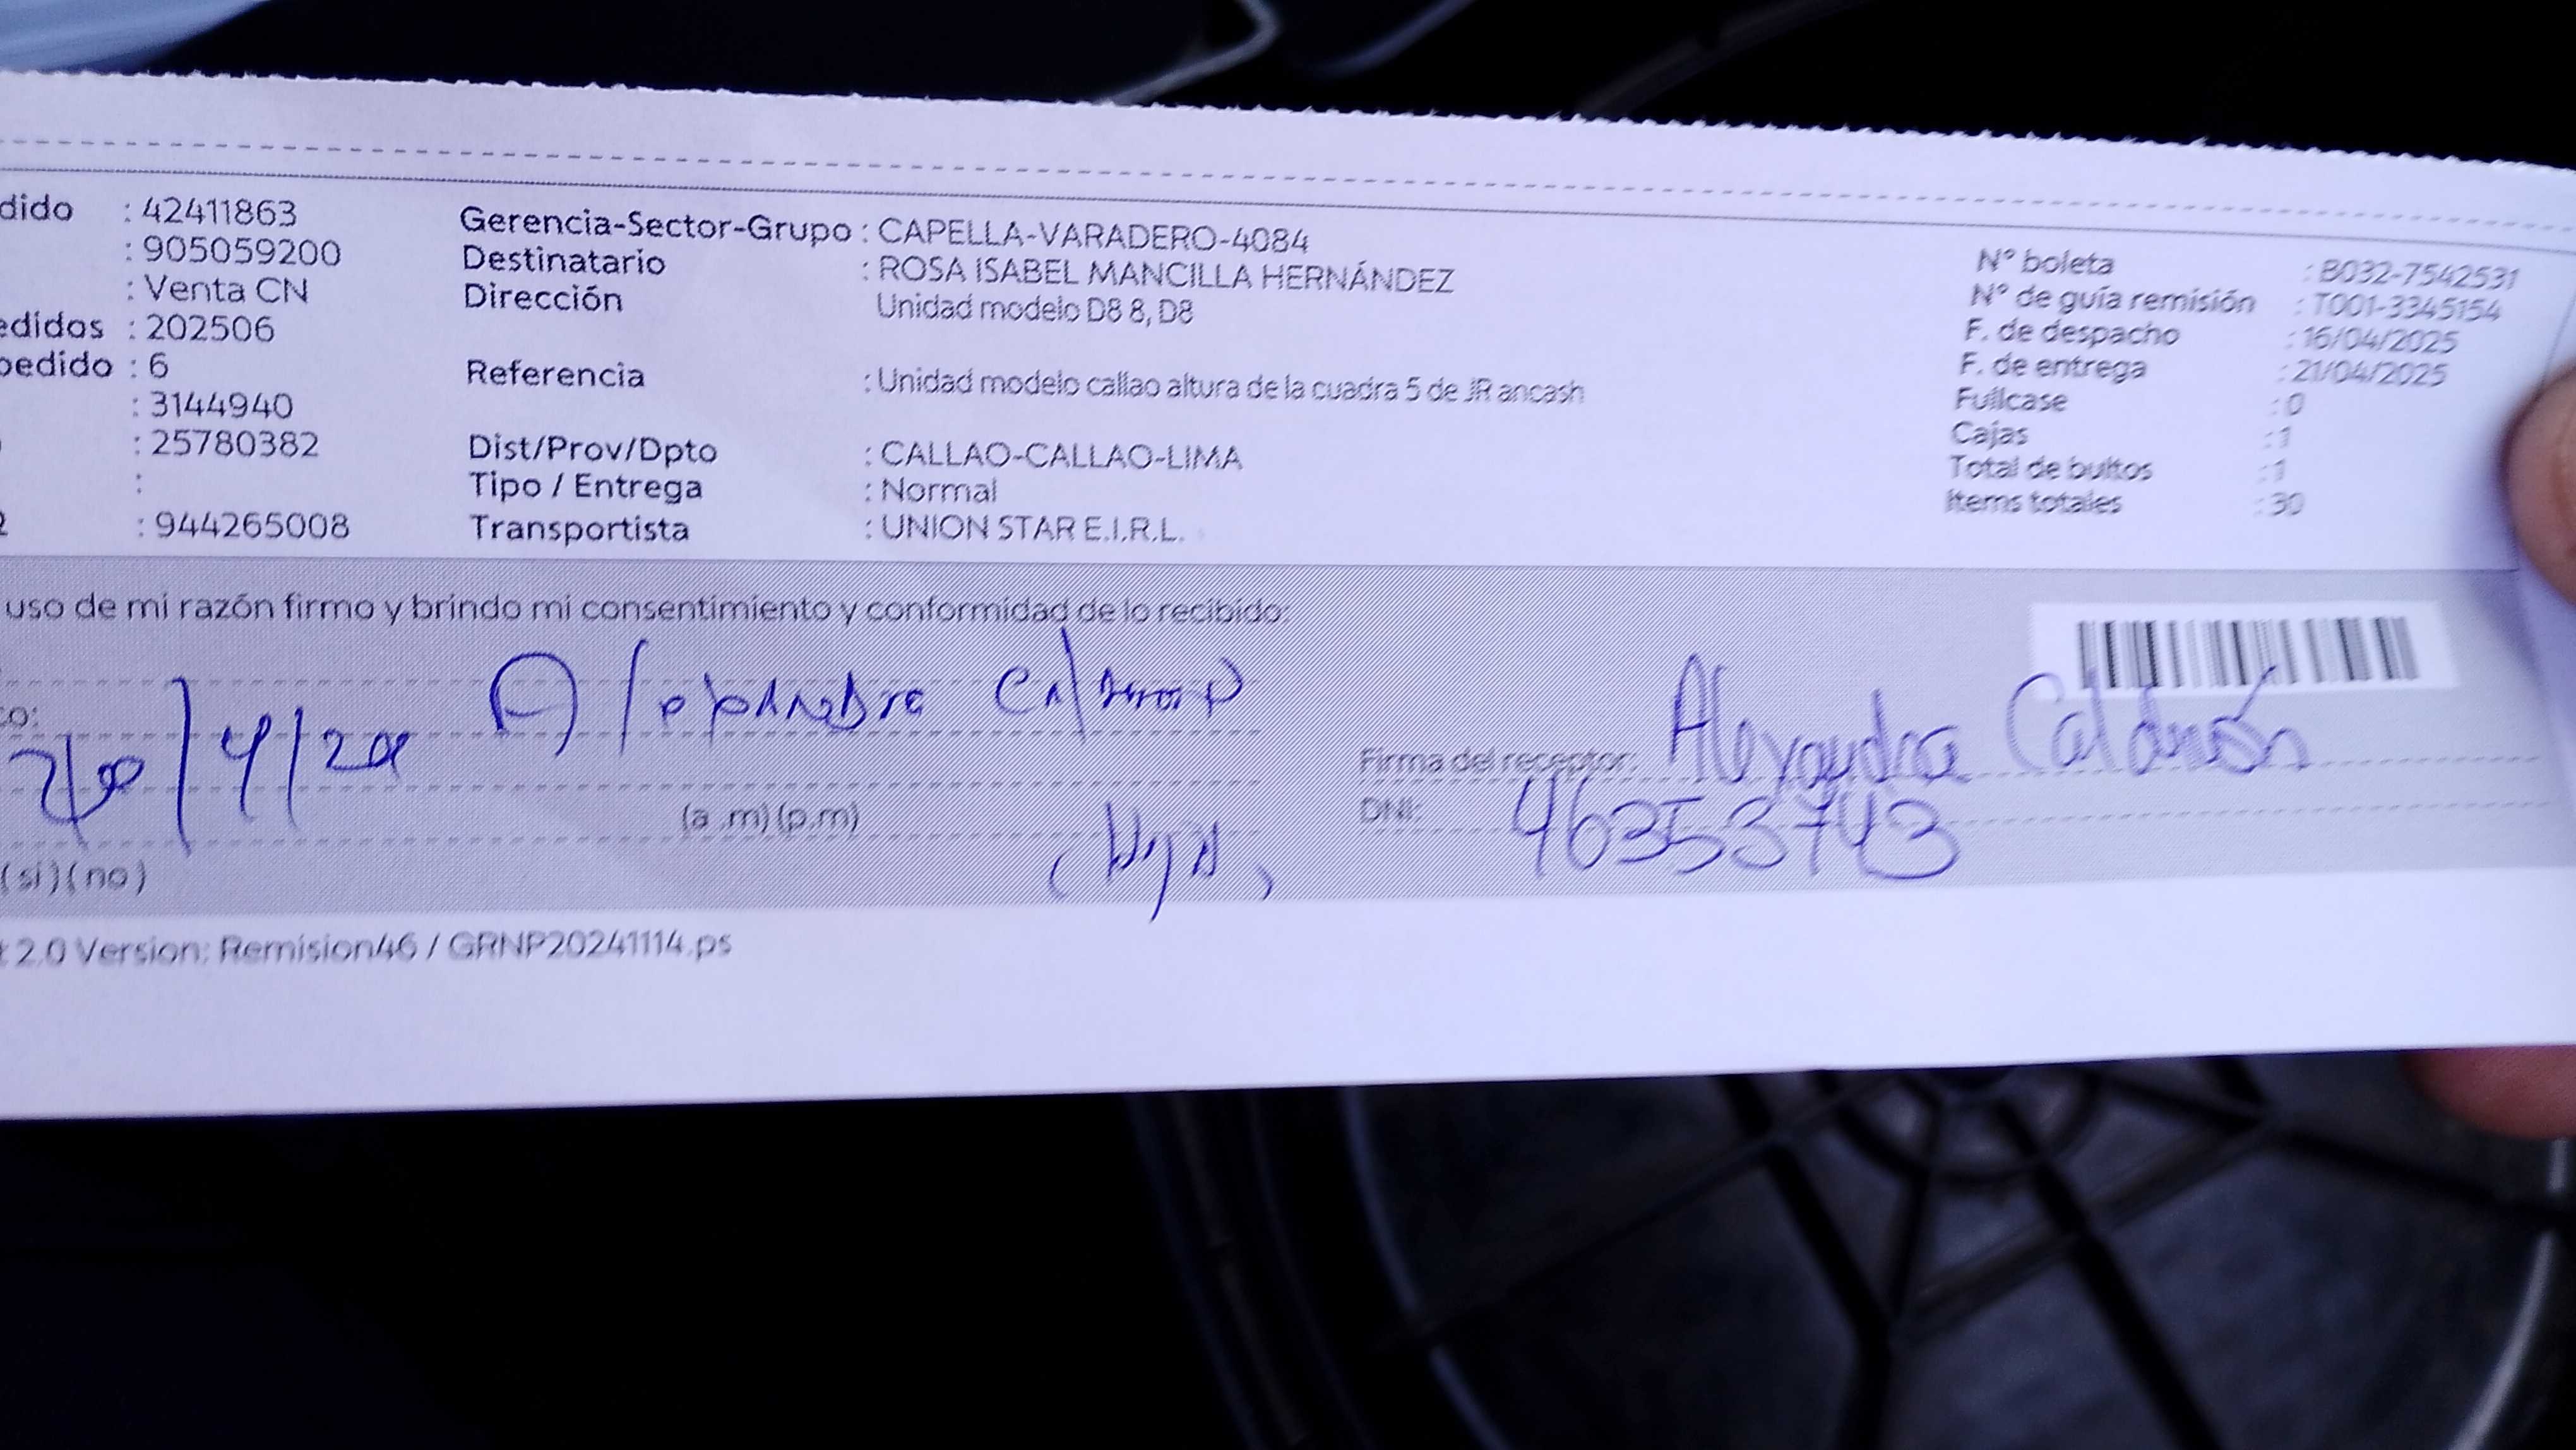 dido : 42411863
: 905059200
: Venta CN
edidos : 202506
pedido : 6
: 3144940
: 25780382
:
2 : 944265008
Gerencia-Sector-Grupo : CAPELLA-VARADERO-4084
Destinatario : ROSA ISABEL MANCILLA HERNÁNDEZ
Dirección Unidad modelo D8 8, D8
Referencia : Unidad modelo callao altura de la cuadra 5 de JR ancash
Dist/Prov/Dpto : CALLAO-CALLAO-LIMA
Tipo / Entrega : Normal
Transportista : UNION STAR E.I.R.L.
N° boleta : B032-7542531
N° de guía remisión : T001-3345154
F. de despacho : 16/04/2025
F. de entrega : 21/04/2025
Fullcase : 0
Cajas : 1
Total de bultos : 1
Items totales : 30
uso de mi razón firmo y brindo mi consentimiento y conformidad de lo recibido:
to:
Firma del receptor: Alexandra Calderón
(a .m) (p.m)
DNI: 46353743
(si) (no)
2.0 Version: Remision46 / GRNP20241114.ps